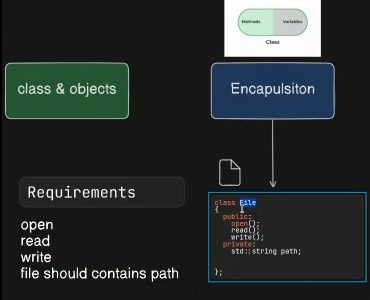 Methods Variables
Class
class & objects
Encapsulsiton
Requirements
open
read
write
file should contains path
class File
{
public:
open();
read();
write();
private:
std::string path;
};